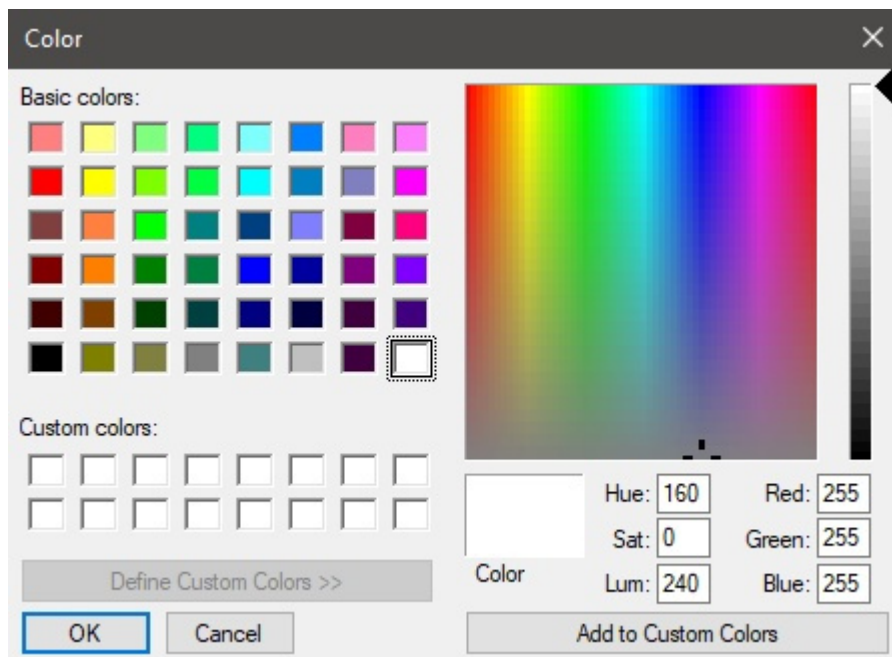 Color
Basic colors:
Custom colors:
Define Custom Colors >>
OK Cancel
Color
Hue: 160 Red: 255
Sat: 0 Green: 255
Lum: 240 Blue: 255
Add to Custom Colors